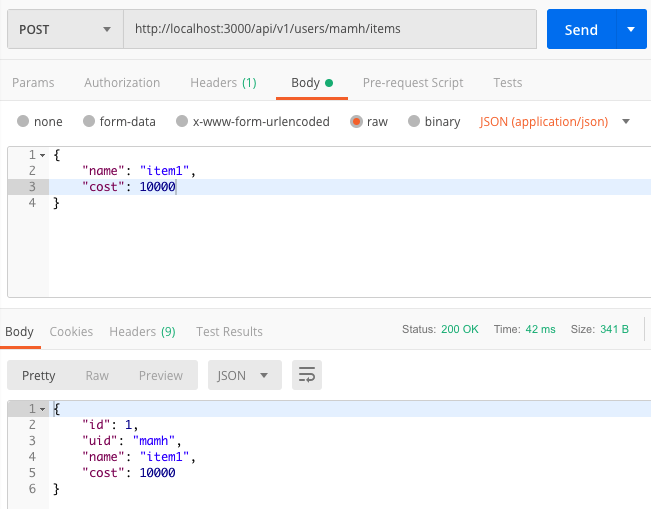 POST http://localhost:3000/api/v1/users/mamh/items Send
Params Authorization Headers (1) Body Pre-request Script Tests
none form-data x-www-form-urlencoded raw binary JSON (application/json)
1 {
2 "name": "item1",
3 "cost": 10000
4 }
Body Cookies Headers (9) Test Results Status: 200 OK Time: 42 ms Size: 341 B
Pretty Raw Preview JSON
1 {
2 "id": 1,
3 "uid": "mamh",
4 "name": "item1",
5 "cost": 10000
6 }